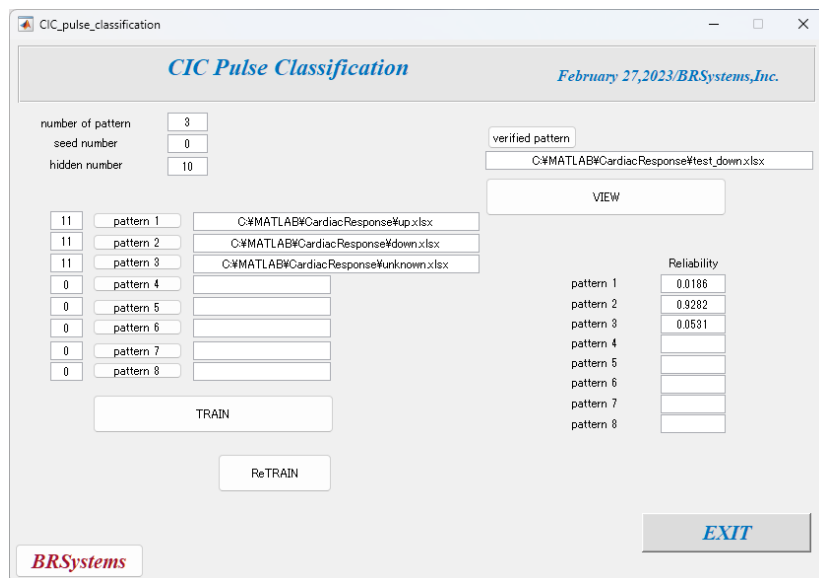 CIC_pulse_classification
CIC Pulse Classification
February 27,2023/BRSystems,Inc.
number of pattern 3
seed number 0
hidden number 10
verified pattern
C:¥MATLAB¥CardiacResponse¥test_down.xlsx
VIEW
11 pattern 1 C:¥MATLAB¥CardiacResponse¥up.xlsx
11 pattern 2 C:¥MATLAB¥CardiacResponse¥down.xlsx
11 pattern 3 C:¥MATLAB¥CardiacResponse¥unknown.xlsx
0 pattern 4
0 pattern 5
0 pattern 6
0 pattern 7
0 pattern 8
TRAIN
ReTRAIN
Reliability
pattern 1 0.0186
pattern 2 0.9282
pattern 3 0.0531
pattern 4
pattern 5
pattern 6
pattern 7
pattern 8
EXIT
BRSystems